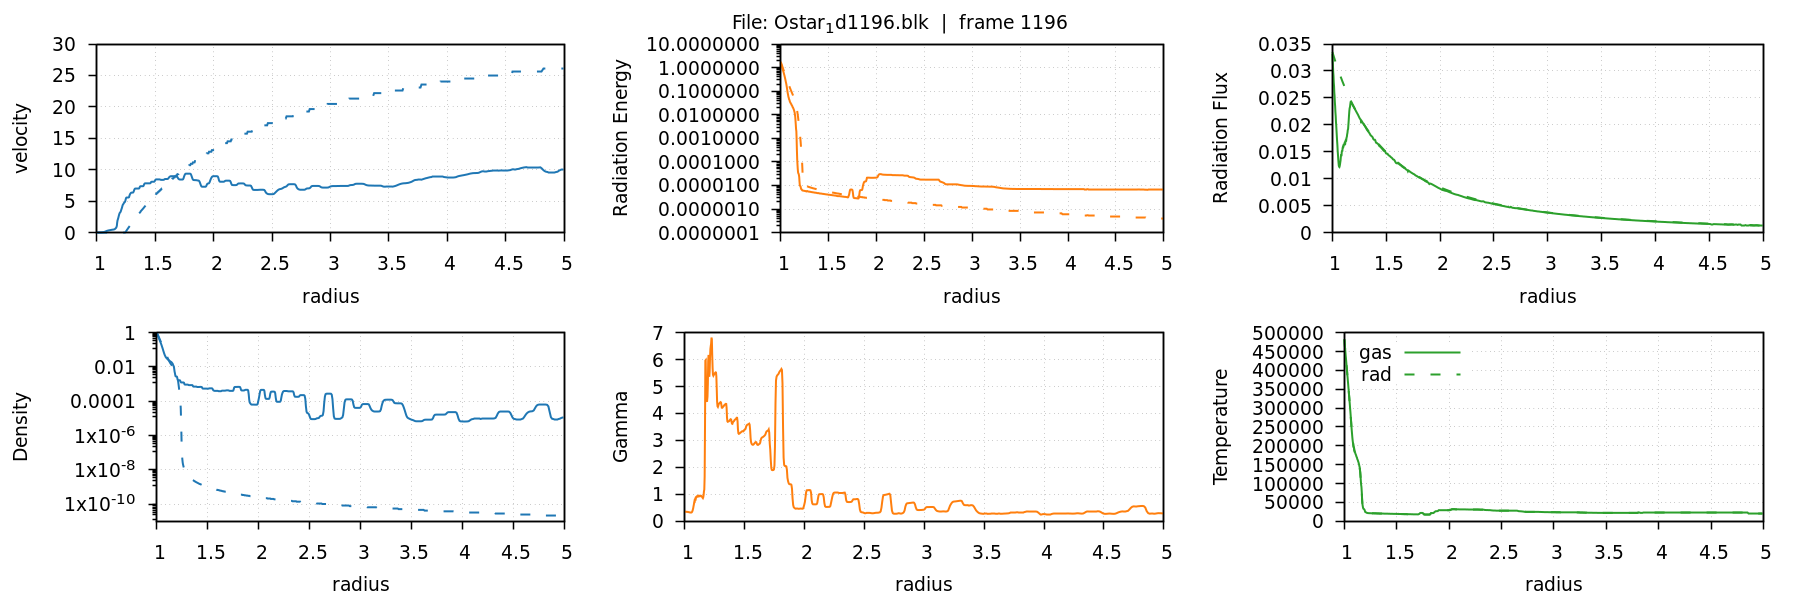 File: Ostar1d1196.blk | frame 1196
velocity
30
25
20
15
10
5
0
1 1.5 2 2.5 3 3.5 4 4.5 5
radius
Radiation Energy
10.0000000
1.0000000
0.1000000
0.0100000
0.0010000
0.0001000
0.0000100
0.0000010
0.0000001
1 1.5 2 2.5 3 3.5 4 4.5 5
radius
Radiation Flux
0.035
0.03
0.025
0.02
0.015
0.01
0.005
0
1 1.5 2 2.5 3 3.5 4 4.5 5
radius
Density
1
0.01
0.0001
1x10-6
1x10-8
1x10-10
1 1.5 2 2.5 3 3.5 4 4.5 5
radius
Gamma
7
6
5
4
3
2
1
0
1 1.5 2 2.5 3 3.5 4 4.5 5
radius
Temperature
500000
450000
400000
350000
300000
250000
200000
150000
100000
50000
0
gas
rad
1 1.5 2 2.5 3 3.5 4 4.5 5
radius